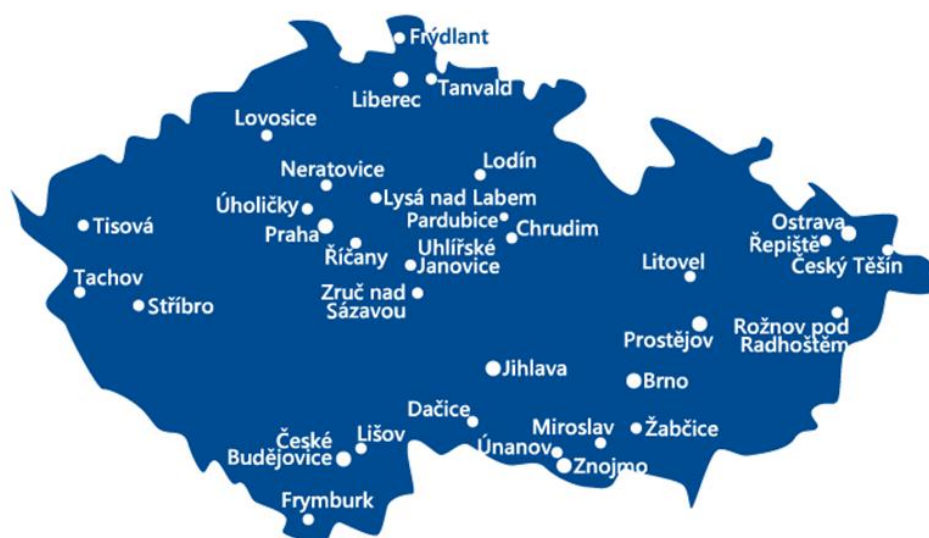 Frýdlant
Liberec
Tanvald
Lovosice
Lodín
Neratovice
Lysá nad Labem
Úholičky
Pardubice
Tisová
Praha
Chrudim
Ostrava
Řepiště
Říčany
Uhlířské
Janovice
Litovel
Český Těšín
Tachov
Stříbro
Zruč nad
Sázavou
Prostějov
Rožnov pod
Radhoštěm
Jihlava
Brno
Dačice
České
Budějovice
Lišov
Miroslav
Žabčice
Únanov
Znojmo
Frymburk